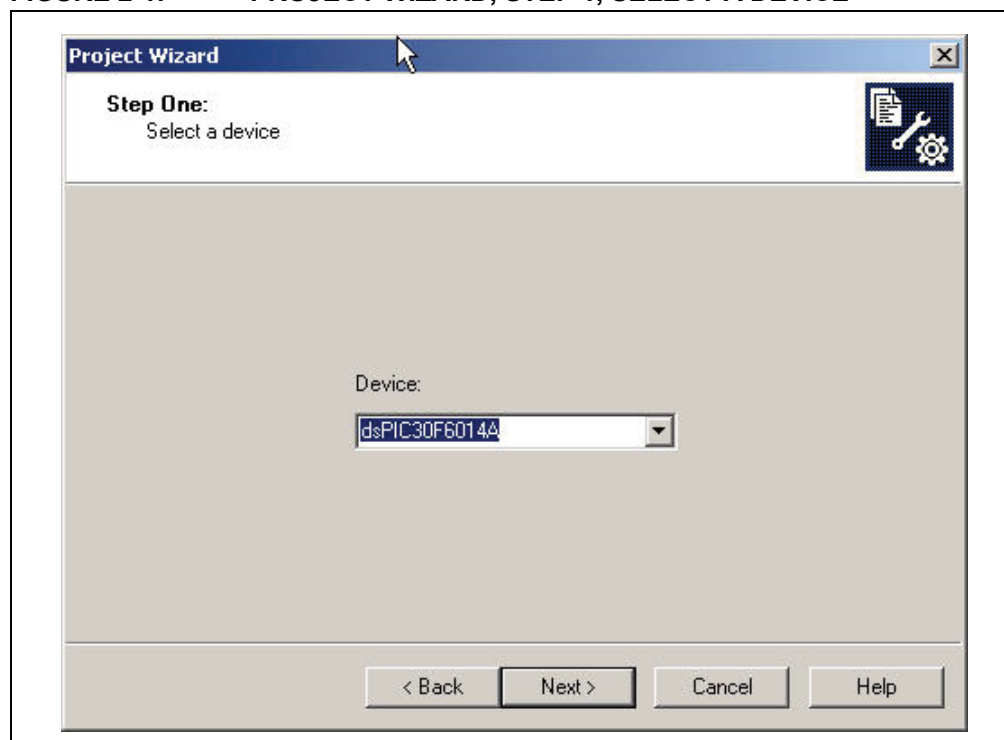 Project Wizard
Step One:
Select a device
Device:
dsPIC30F6014A
< Back Next > Cancel Help